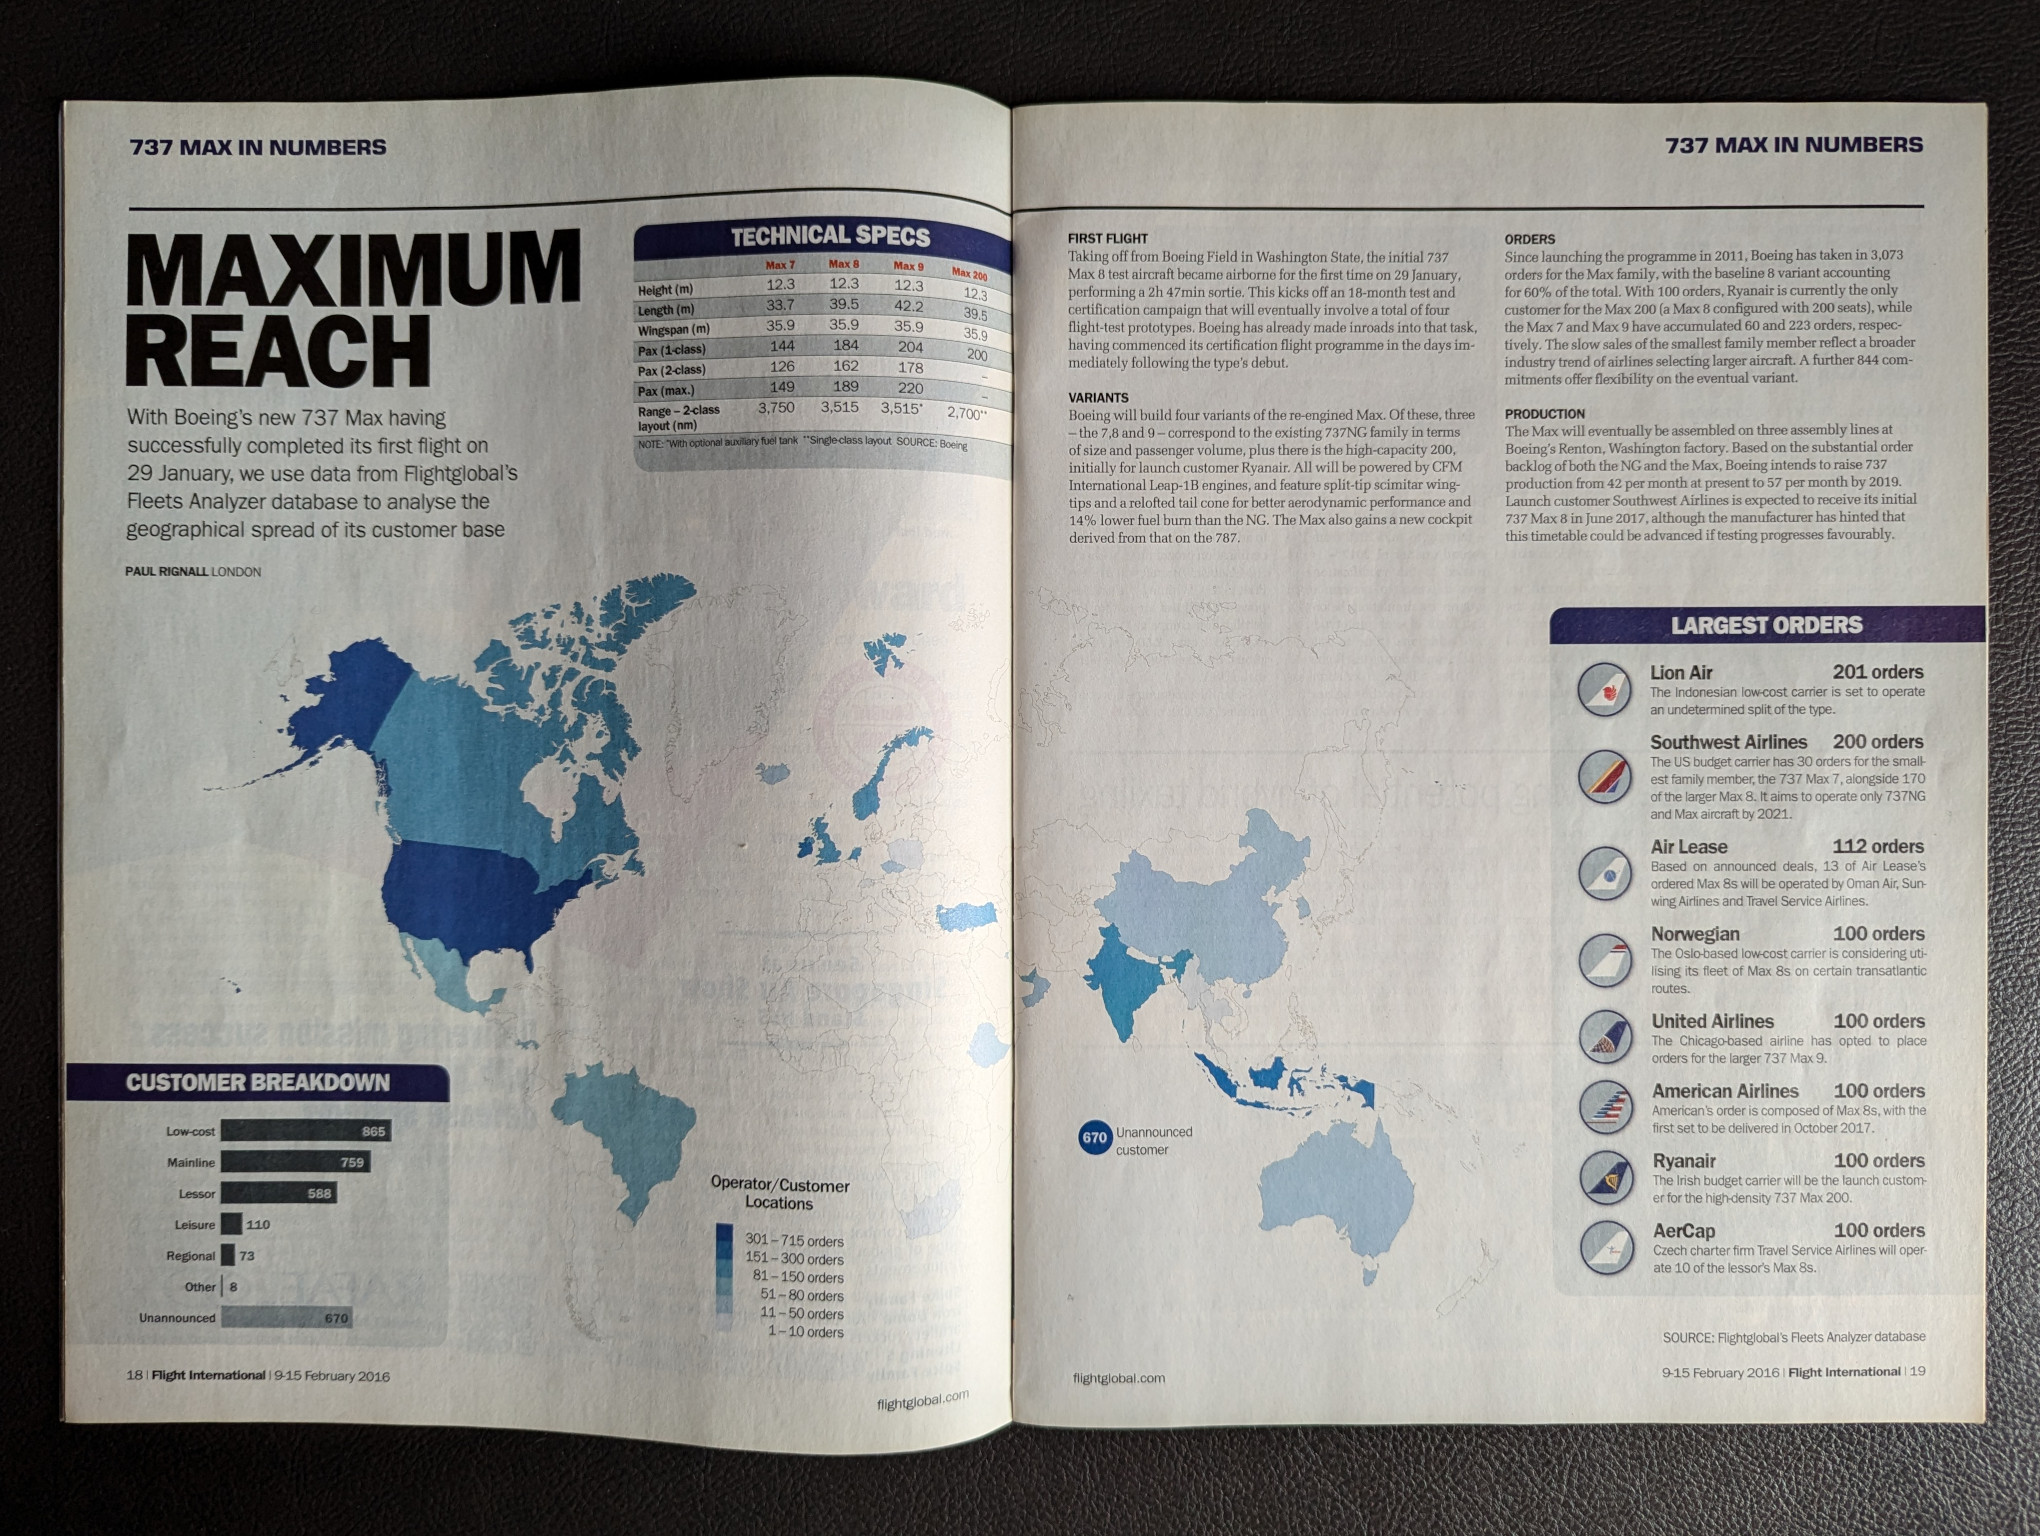 737 MAX IN NUMBERS
MAXIMUM
REACH
With Boeing's new 737 Max having
successfully completed its first flight on
29 January, we use data from Flightglobal's
Fleets Analyzer database to analyse the
geographical spread of its customer base
PAUL RIGNALL LONDON
TECHNICAL SPECS
Max 7 Max 8 Max 9 Max 200
Height (m) 12.3 12.3 12.3 12.3
Length (m) 33.7 39.5 42.2 39.5
Wingspan (m) 35.9 35.9 35.9 35.9
Pax (1-class) 144 184 204 200
Pax (2-class) 126 162 178 –
Pax (max.) 149 189 220 –
Range – 2-class 3,750 3,515 3,515* 2,700**
layout (nm)
NOTE: *With optional auxiliary fuel tank **Single-class layout SOURCE: Boeing
CUSTOMER BREAKDOWN
Low-cost 865
Mainline 759
Lessor 588
Leisure 110
Regional 73
Other 8
Unannounced 670
Operator/Customer
Locations
301–715 orders
151–300 orders
81–150 orders
51–80 orders
11–50 orders
1–10 orders
18 | Flight International | 9-15 February 2016
flightglobal.com
737 MAX IN NUMBERS
FIRST FLIGHT
Taking off from Boeing Field in Washington State, the initial 737
Max 8 test aircraft became airborne for the first time on 29 January,
performing a 2h 47min sortie. This kicks off an 18-month test and
certification campaign that will eventually involve a total of four
flight-test prototypes. Boeing has already made inroads into that task,
having commenced its certification flight programme in the days im-
mediately following the type's debut.
VARIANTS
Boeing will build four variants of the re-engined Max. Of these, three
– the 7,8 and 9 – correspond to the existing 737NG family in terms
of size and passenger volume, plus there is the high-capacity 200,
initially for launch customer Ryanair. All will be powered by CFM
International Leap-1B engines, and feature split-tip scimitar wing-
tips and a relofted tail cone for better aerodynamic performance and
14% lower fuel burn than the NG. The Max also gains a new cockpit
derived from that on the 787.
ORDERS
Since launching the programme in 2011, Boeing has taken in 3,073
orders for the Max family, with the baseline 8 variant accounting
for 60% of the total. With 100 orders, Ryanair is currently the only
customer for the Max 200 (a Max 8 configured with 200 seats), while
the Max 7 and Max 9 have accumulated 60 and 223 orders, respec-
tively. The slow sales of the smallest family member reflect a broader
industry trend of airlines selecting larger aircraft. A further 844 com-
mitments offer flexibility on the eventual variant.
PRODUCTION
The Max will eventually be assembled on three assembly lines at
Boeing's Renton, Washington factory. Based on the substantial order
backlog of both the NG and the Max, Boeing intends to raise 737
production from 42 per month at present to 57 per month by 2019.
Launch customer Southwest Airlines is expected to receive its initial
737 Max 8 in June 2017, although the manufacturer has hinted that
this timetable could be advanced if testing progresses favourably.
670 Unannounced
customer
LARGEST ORDERS
Lion Air 201 orders
The Indonesian low-cost carrier is set to operate
an undetermined split of the type.
Southwest Airlines 200 orders
The US budget carrier has 30 orders for the small-
est family member, the 737 Max 7, alongside 170
of the larger Max 8. It aims to operate only 737NG
and Max aircraft by 2021.
Air Lease 112 orders
Based on announced deals, 13 of Air Lease's
ordered Max 8s will be operated by Oman Air, Sun-
wing Airlines and Travel Service Airlines.
Norwegian 100 orders
The Oslo-based low-cost carrier is considering uti-
lising its fleet of Max 8s on certain transatlantic
routes.
United Airlines 100 orders
The Chicago-based airline has opted to place
orders for the larger 737 Max 9.
American Airlines 100 orders
American's order is composed of Max 8s, with the
first set to be delivered in October 2017.
Ryanair 100 orders
The Irish budget carrier will be the launch custom-
er for the high-density 737 Max 200.
AerCap 100 orders
Czech charter firm Travel Service Airlines will oper-
ate 10 of the lessor's Max 8s.
SOURCE: Flightglobal's Fleets Analyzer database
flightglobal.com
9-15 February 2016 | Flight International | 19